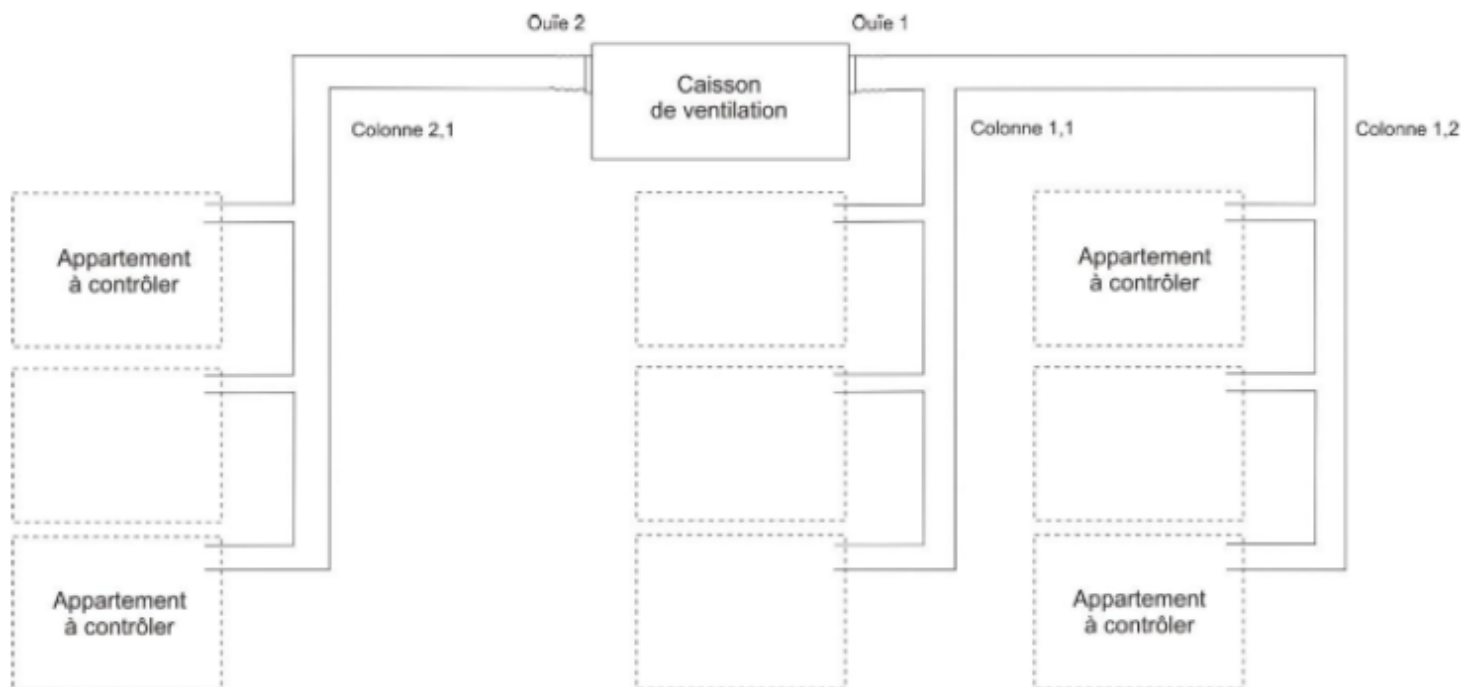 Ouïe 2
Ouïe 1
Caisson
de ventilation
Colonne 2,1
Colonne 1,1
Colonne 1,2
Appartement
à contrôler
Appartement
à contrôler
Appartement
à contrôler
Appartement
à contrôler